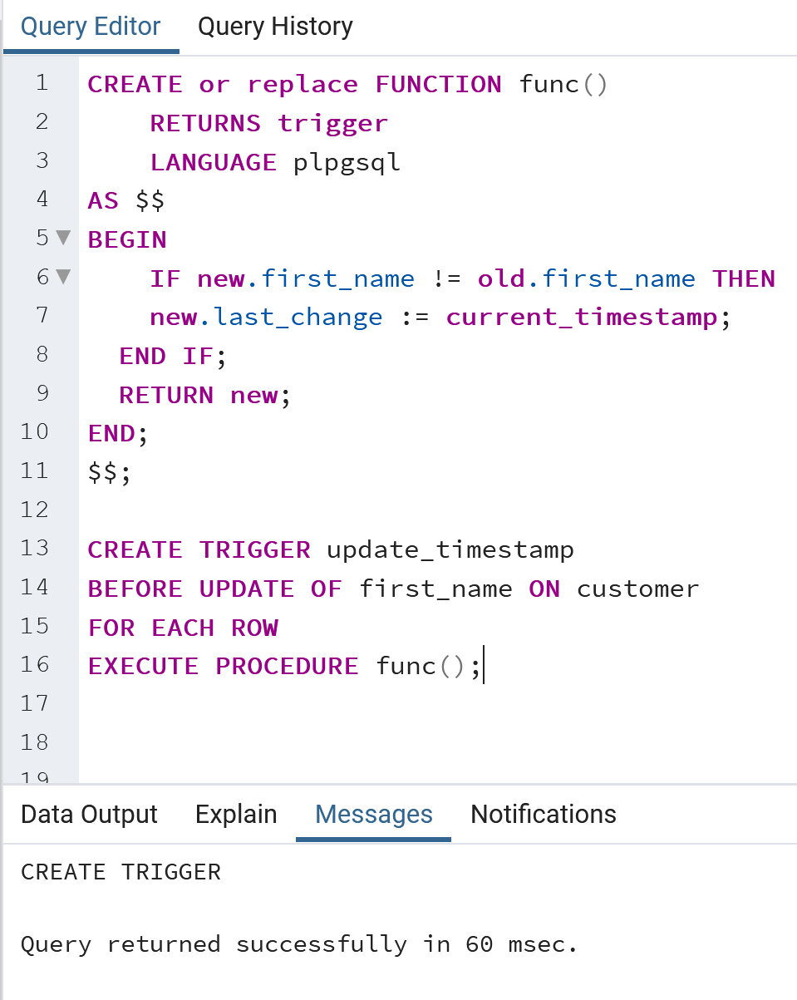 Query Editor Query History
1 CREATE or replace FUNCTION func()
2 RETURNS trigger
3 LANGUAGE plpgsql
4 AS $$
5 BEGIN
6 IF new.first_name != old.first_name THEN
7 new.last_change := current_timestamp;
8 END IF;
9 RETURN new;
10 END;
11 $$;
12
13 CREATE TRIGGER update_timestamp
14 BEFORE UPDATE OF first_name ON customer
15 FOR EACH ROW
16 EXECUTE PROCEDURE func();
17
18
19
Data Output Explain Messages Notifications
CREATE TRIGGER
Query returned successfully in 60 msec.